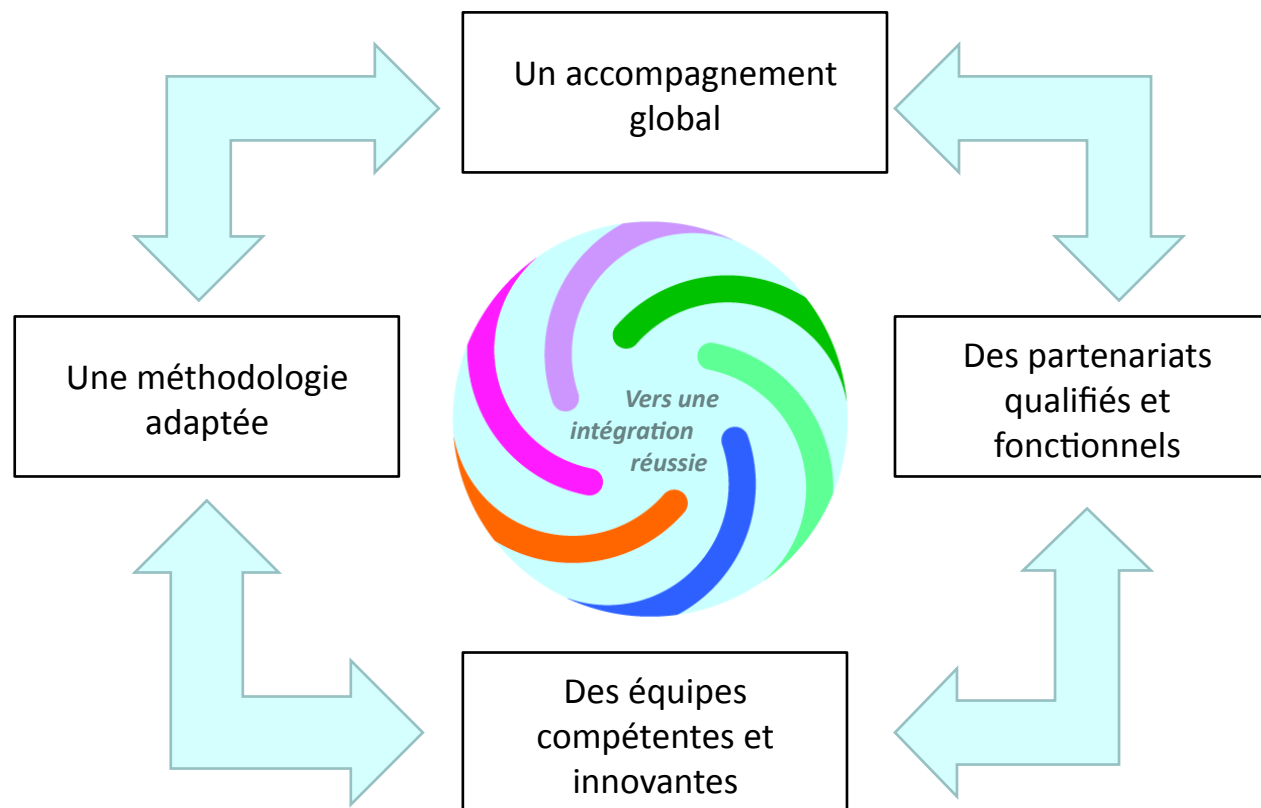 Un accompagnement
global
Une méthodologie
adaptée
Vers une
intégration
réussie
Des partenariats
qualifiés et
fonctionnels
Des équipes
compétentes et
innovantes